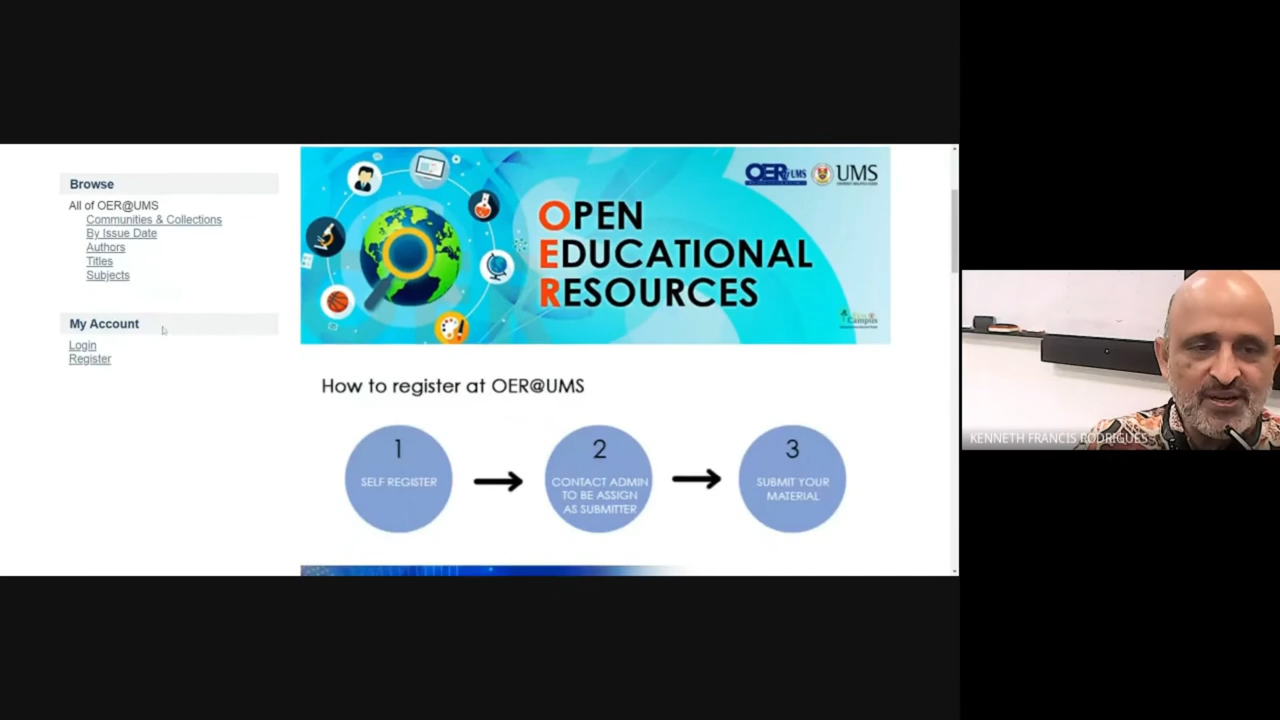 Browse
All of OER@UMS
Communities & Collections
By Issue Date
Authors
Titles
Subjects
My Account
Login
Register
OER@UMS
UMS
OPEN
EDUCATIONAL
RESOURCES
Campus
How to register at OER@UMS
1
SELF REGISTER
2
CONTACT ADMIN
TO BE ASSIGN
AS SUBMITTER
3
SUBMIT YOUR
MATERIAL
KENNETH FRANCIS RODRIGUES